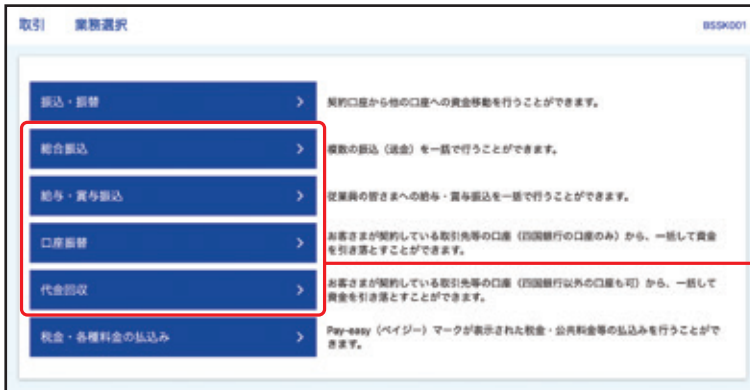 取引 業務選択 BSSK001
振込・振替 契約口座から他の口座への資金移動を行うことができます。
総合振込 複数の振込（送金）を一括で行うことができます。
給与・賞与振込 従業員の皆さまへの給与・賞与振込を一括で行うことができます。
口座振替 お客さまが契約している取引先等の口座（四国銀行の口座のみ）から、一括して資金
を引き落とすことができます。
代金回収 お客さまが契約している取引先等の口座（四国銀行以外の口座も可）から、一括して
資金を引き落とすことができます。
税金・各種料金の払込み Pay-easy（ペイジー）マークが表示された税金・公共料金等の払込みを行うことがで
きます。